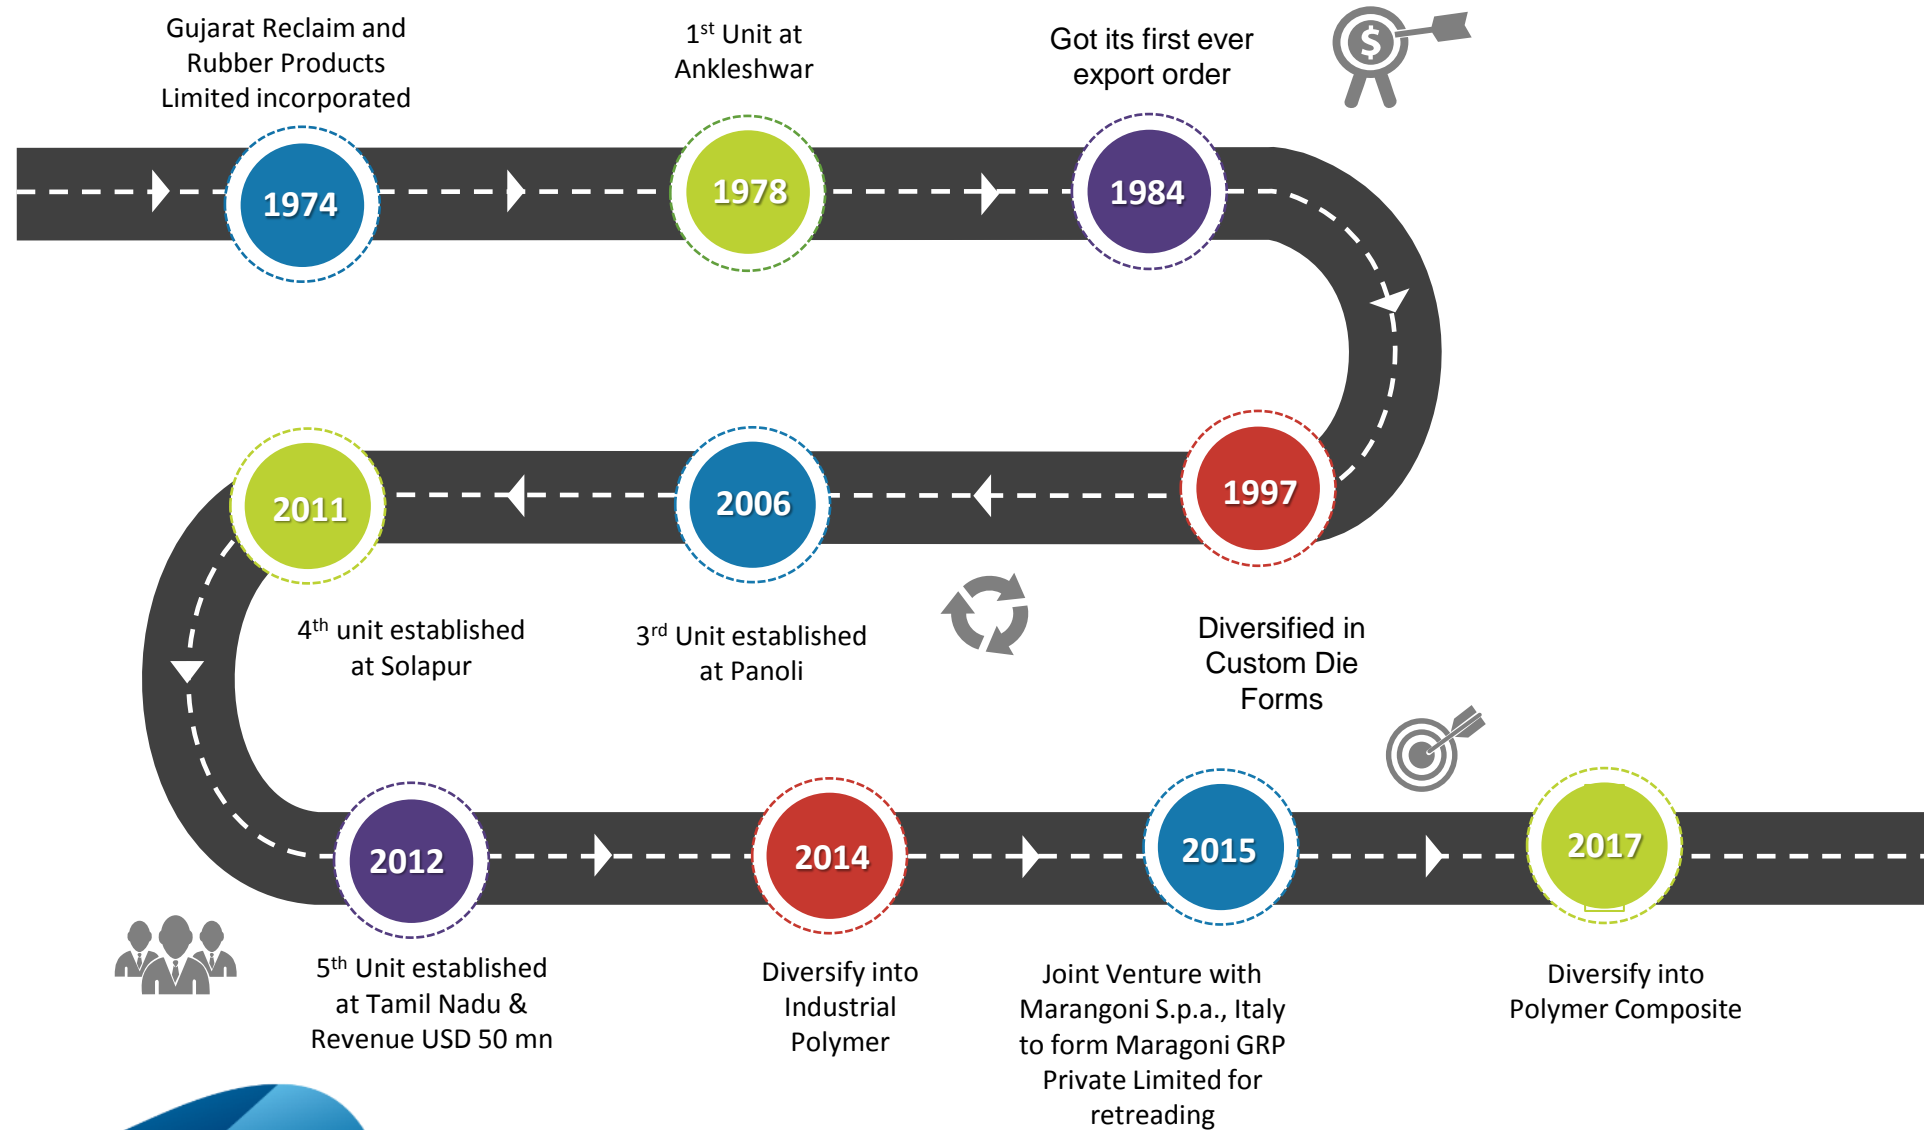 Gujarat Reclaim and
Rubber Products
Limited incorporated
1974
1st Unit at
Ankleshwar
1978
Got its first ever
export order
$
1984
1997
Diversified in
Custom Die
Forms
2006
3rd Unit established
at Panoli
2011
4th unit established
at Solapur
2012
5th Unit established
at Tamil Nadu &
Revenue USD 50 mn
2014
Diversify into
Industrial
Polymer
2015
Joint Venture with
Marangoni S.p.a., Italy
to form Maragoni GRP
Private Limited for
retreading
2017
Diversify into
Polymer Composite